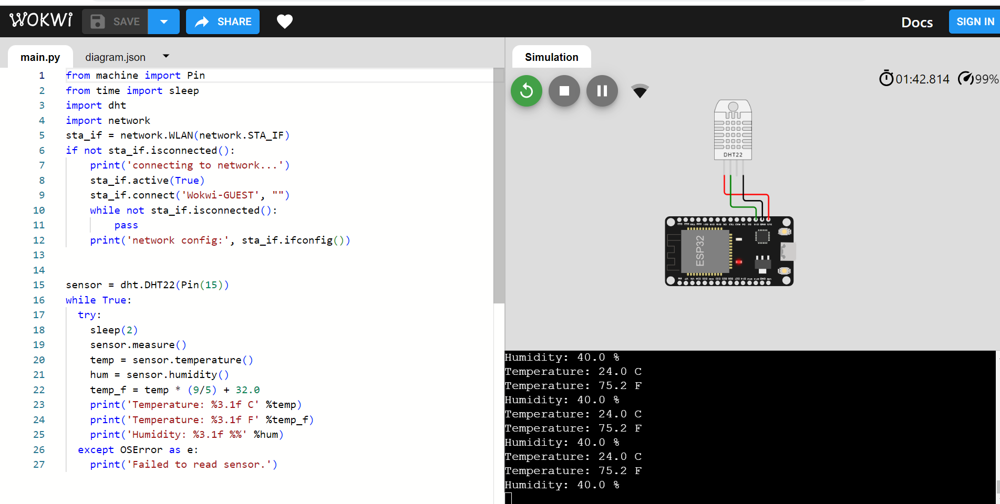 WOKWi
SAVE
SHARE
Docs
SIGN IN
main.py
diagram.json
1 from machine import Pin
2 from time import sleep
3 import dht
4 import network
5 sta_if = network.WLAN(network.STA_IF)
6 if not sta_if.isconnected():
7     print('connecting to network...')
8     sta_if.active(True)
9     sta_if.connect('Wokwi-GUEST', "")
10     while not sta_if.isconnected():
11         pass
12     print('network config:', sta_if.ifconfig())
13
14
15 sensor = dht.DHT22(Pin(15))
16 while True:
17   try:
18     sleep(2)
19     sensor.measure()
20     temp = sensor.temperature()
21     hum = sensor.humidity()
22     temp_f = temp * (9/5) + 32.0
23     print('Temperature: %3.1f C' %temp)
24     print('Temperature: %3.1f F' %temp_f)
25     print('Humidity: %3.1f %%' %hum)
26   except OSError as e:
27     print('Failed to read sensor.')
Simulation
01:42.814
99%
DHT22
ESP32
Humidity: 40.0 %
Temperature: 24.0 C
Temperature: 75.2 F
Humidity: 40.0 %
Temperature: 24.0 C
Temperature: 75.2 F
Humidity: 40.0 %
Temperature: 24.0 C
Temperature: 75.2 F
Humidity: 40.0 %